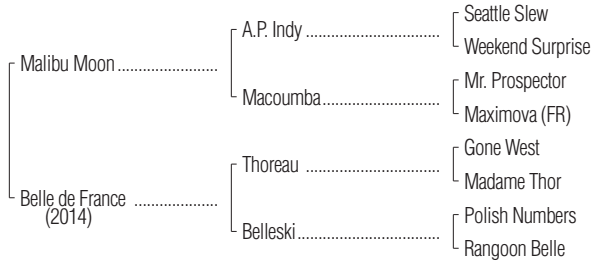 Seattle Slew
A.P. Indy
Weekend Surprise
Malibu Moon
Mr. Prospector
Macoumba
Maximova (FR)
Gone West
Thoreau
Madame Thor
Belle de France
(2014)
Polish Numbers
Belleski
Rangoon Belle